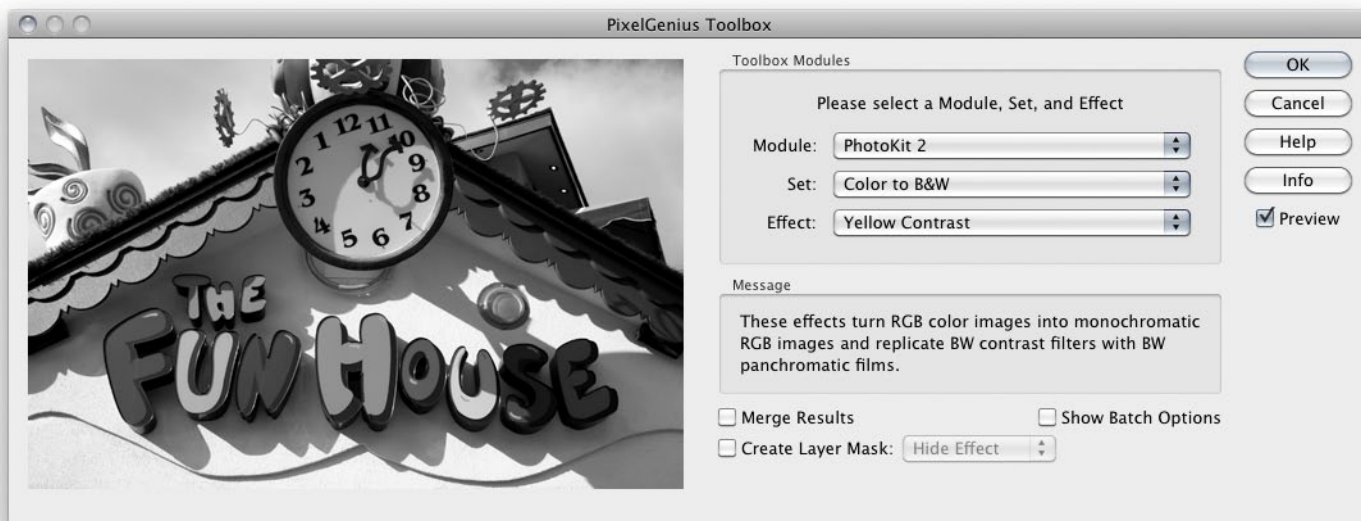 PixelGenius Toolbox
Toolbox Modules
Please select a Module, Set, and Effect
Module: PhotoKit 2
Set: Color to B&W
Effect: Yellow Contrast
OK
Cancel
Help
Info
Preview
Message
These effects turn RGB color images into monochromatic
RGB images and replicate BW contrast filters with BW
panchromatic films.
Merge Results
Show Batch Options
Create Layer Mask: Hide Effect
12 11 10 9 8 7 6 5 4 3 2 1
THE
FUN HOUSE